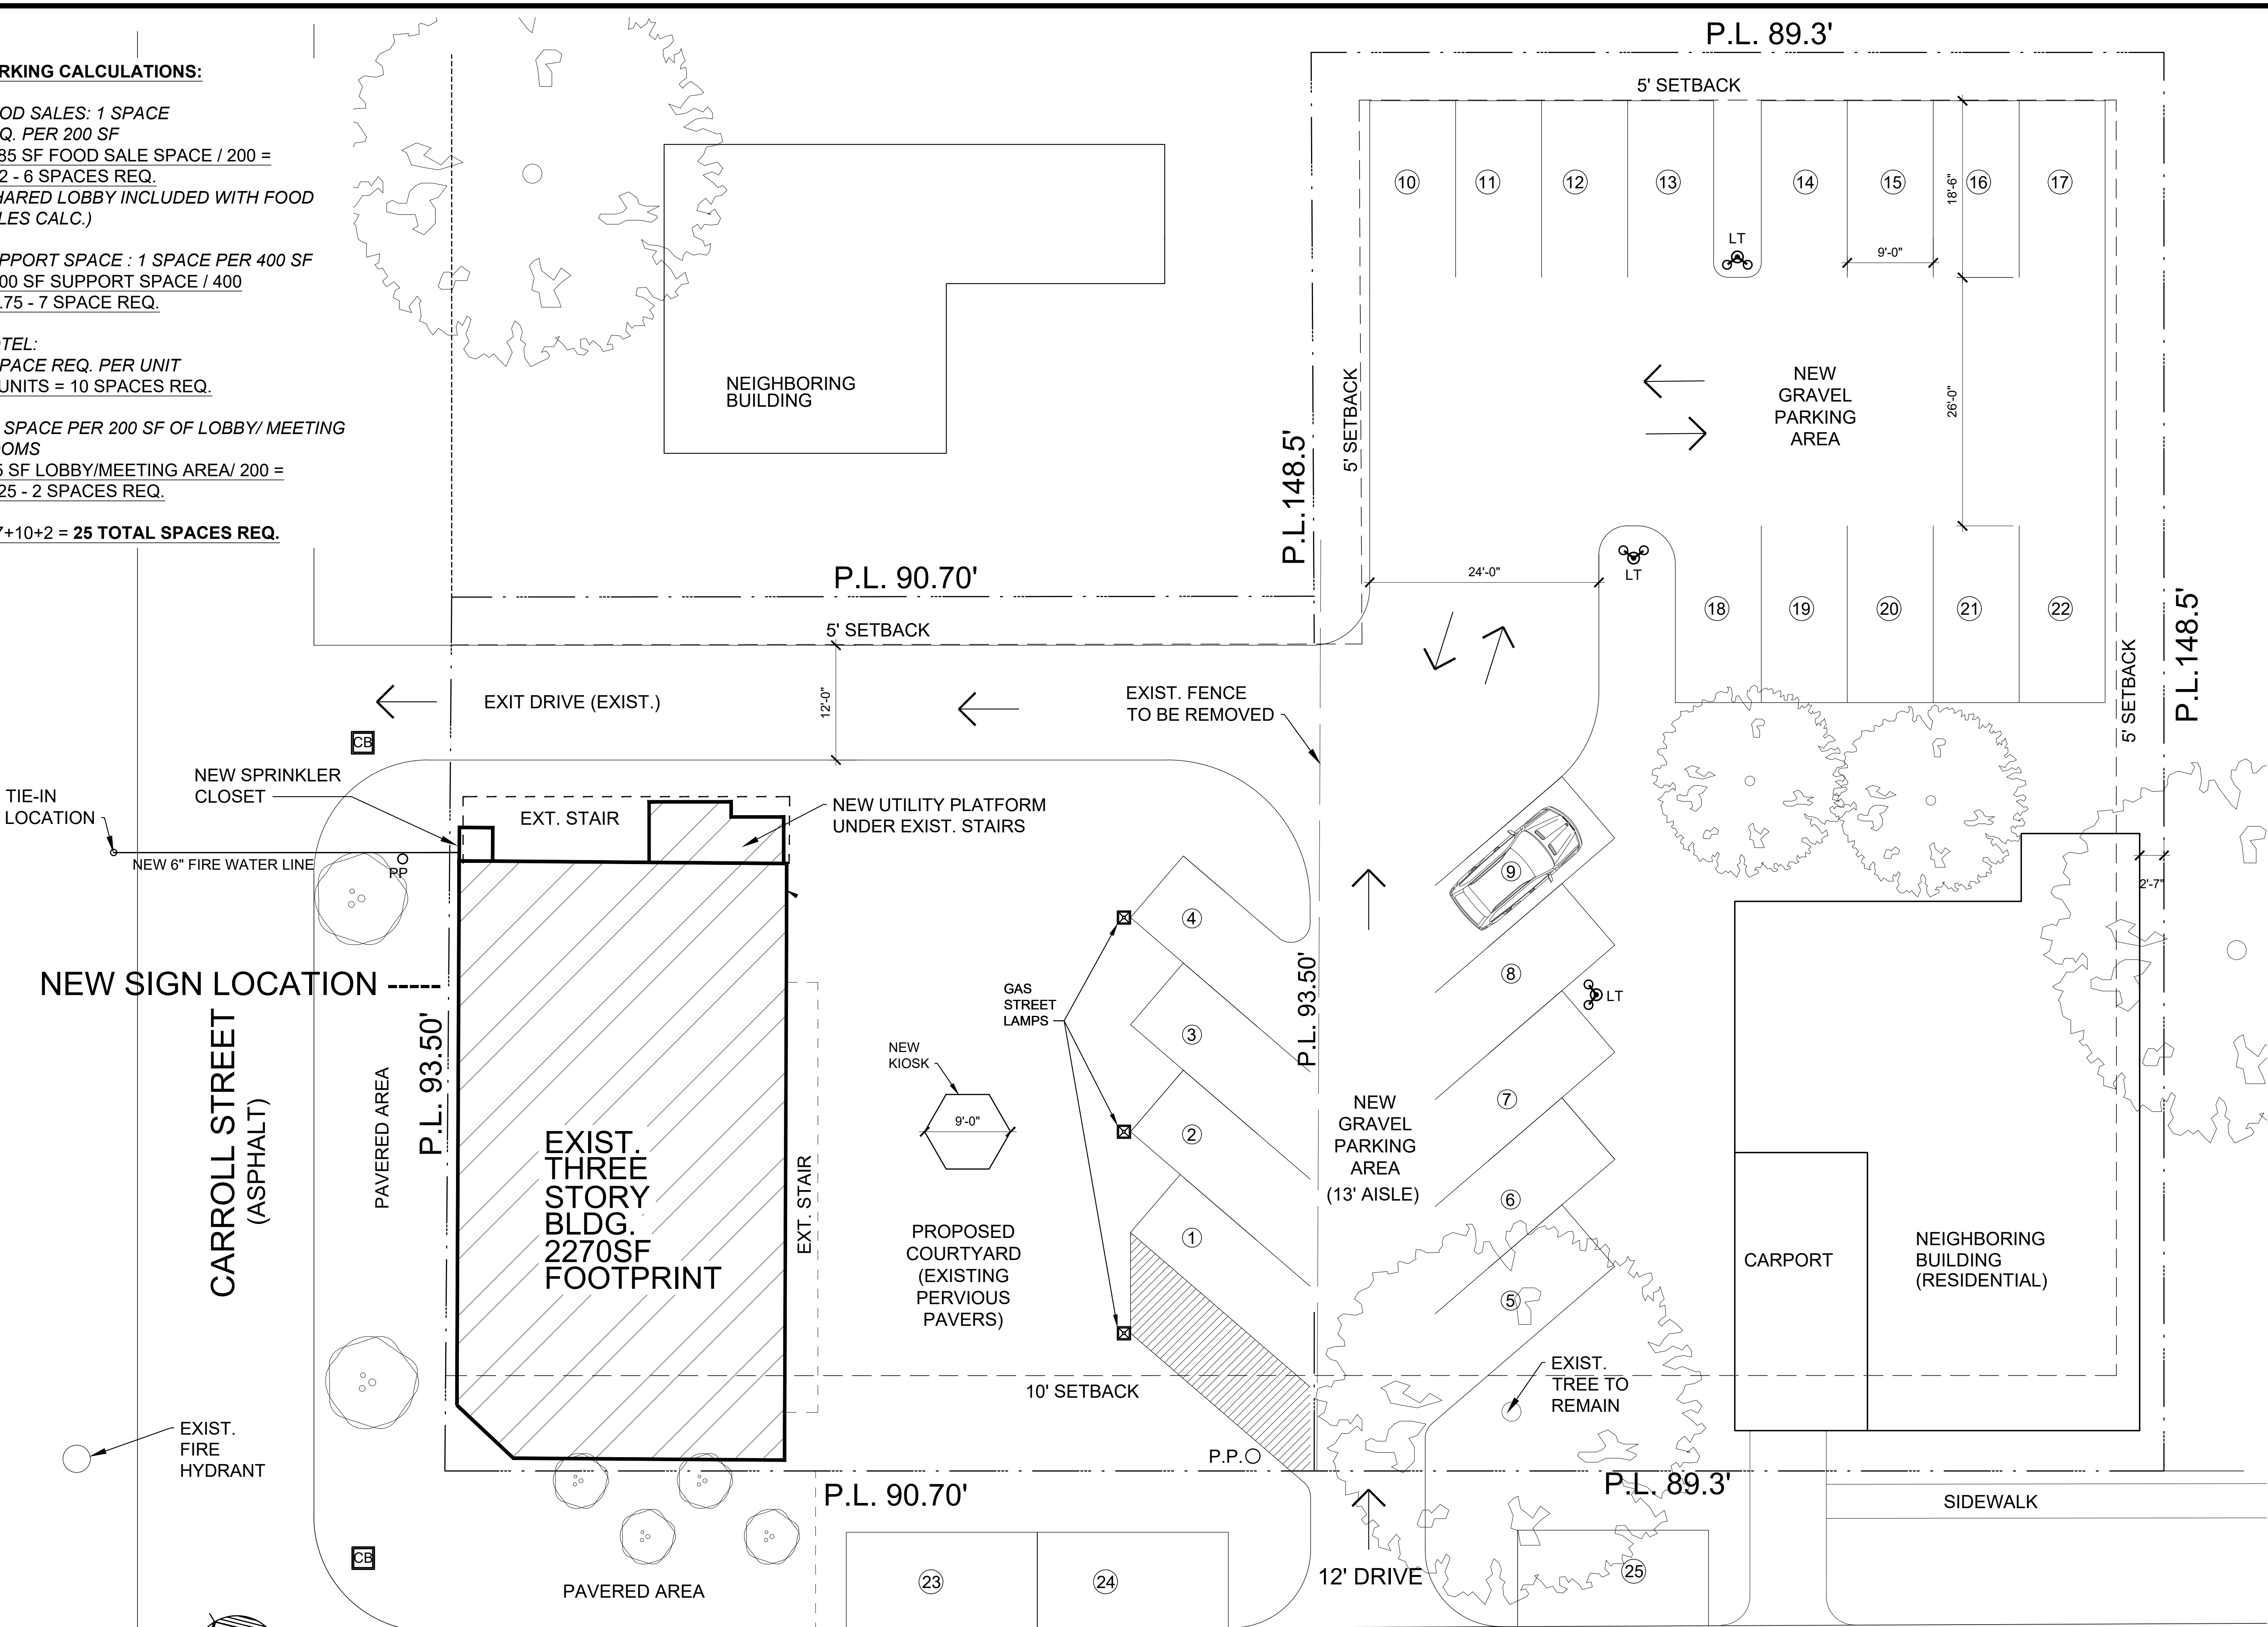 P.L. 89.3'
RKING CALCULATIONS:
OD SALES: 1 SPACE
Q. PER 200 SF
85 SF FOOD SALE SPACE / 200 =
2 - 6 SPACES REQ.
HARED LOBBY INCLUDED WITH FOOD
LES CALC.)
PPORT SPACE : 1 SPACE PER 400 SF
00 SF SUPPORT SPACE / 400
.75 - 7 SPACE REQ.
OTEL:
PACE REQ. PER UNIT
UNITS = 10 SPACES REQ.
SPACE PER 200 SF OF LOBBY/ MEETING
OMS
5 SF LOBBY/MEETING AREA/ 200 =
25 - 2 SPACES REQ.
7+10+2 = 25 TOTAL SPACES REQ.
NEIGHBORING
BUILDING
5' SETBACK
10
11
12
13
14
15
16
17
18'-6"
9'-0"
LT
26'-0"
NEW
GRAVEL
PARKING
AREA
5' SETBACK
P.L.148.5'
P.L. 90.70'
5' SETBACK
24'-0"
LT
18
19
20
21
22
P.L.148.5'
5' SETBACK
EXIT DRIVE (EXIST.)
12'-0"
EXIST. FENCE
TO BE REMOVED
CB
NEW SPRINKLER
CLOSET
TIE-IN
LOCATION
EXT. STAIR
NEW UTILITY PLATFORM
UNDER EXIST. STAIRS
NEW 6" FIRE WATER LINE
PP
2'-7"
9
4
8
3
7
2
6
1
5
LT
NEW SIGN LOCATION
GAS
STREET
LAMPS
P.L. 93.50'
P.L. 93.50'
CARROLL STREET
(ASPHALT)
PAVERED AREA
EXIST.
THREE
STORY
BLDG.
2270SF
FOOTPRINT
EXT. STAIR
NEW
KIOSK
9'-0"
PROPOSED
COURTYARD
(EXISTING
PERVIOUS
PAVERS)
NEW
GRAVEL
PARKING
AREA
(13' AISLE)
CARPORT
NEIGHBORING
BUILDING
(RESIDENTIAL)
10' SETBACK
EXIST.
TREE TO
REMAIN
EXIST.
FIRE
HYDRANT
P.P.
P.L. 90.70'
P.L. 89.3'
SIDEWALK
CB
PAVERED AREA
23
24
12' DRIVE
25